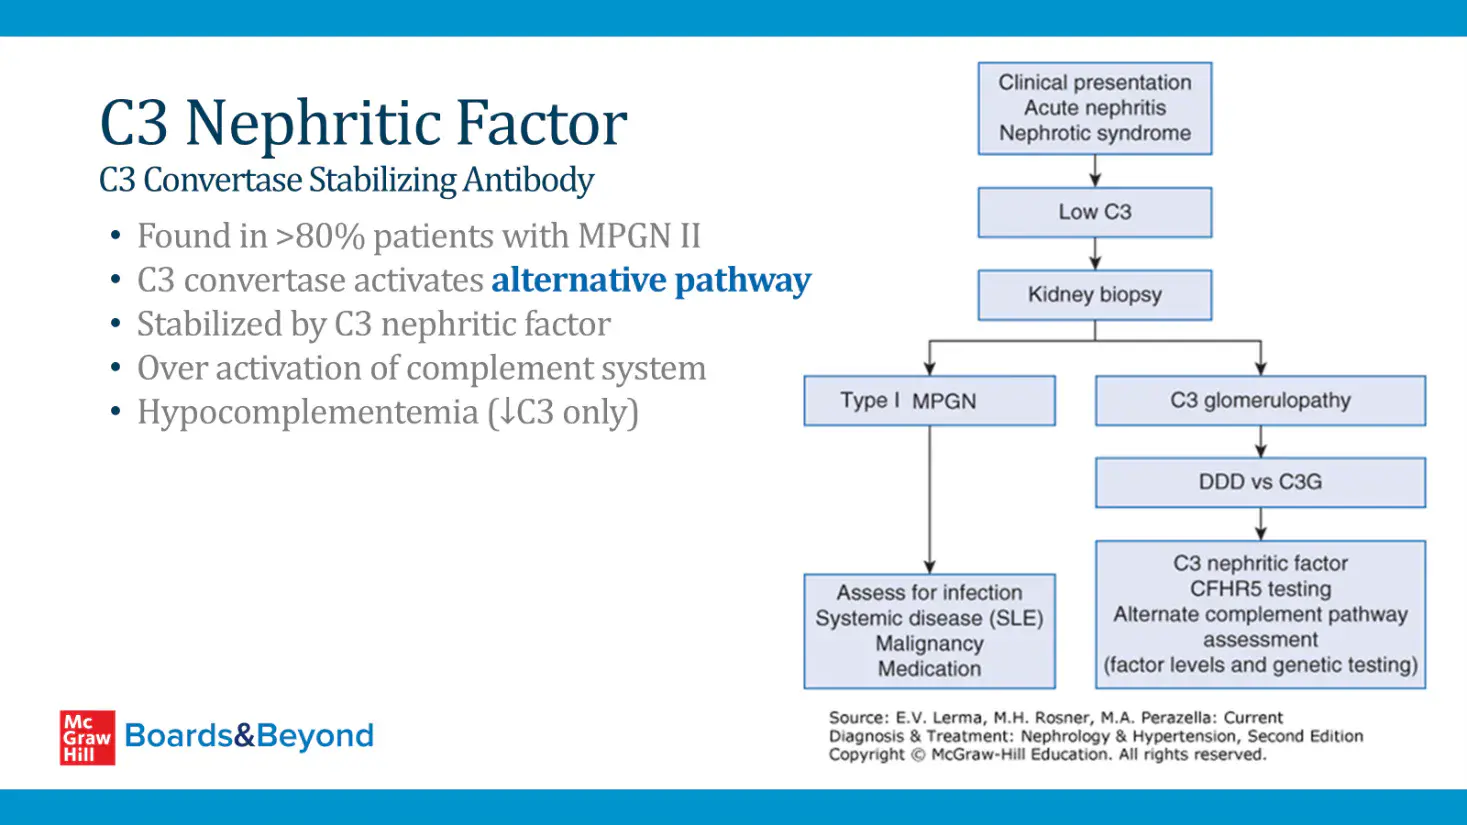 C3 Nephritic Factor
C3 Convertase Stabilizing Antibody
• Found in >80% patients with MPGN II
• C3 convertase activates alternative pathway
• Stabilized by C3 nephritic factor
• Over activation of complement system
• Hypocomplementemia (↓C3 only)
Clinical presentation
Acute nephritis
Nephrotic syndrome
Low C3
Kidney biopsy
Type I MPGN
C3 glomerulopathy
DDD vs C3G
Assess for infection
Systemic disease (SLE)
Malignancy
Medication
C3 nephritic factor
CFHR5 testing
Alternate complement pathway
assessment
(factor levels and genetic testing)
Source: E.V. Lerma, M.H. Rosner, M.A. Perazella: Current
Diagnosis & Treatment: Nephrology & Hypertension, Second Edition
Copyright © McGraw-Hill Education. All rights reserved.
Mc
Graw
Hill
Boards&Beyond